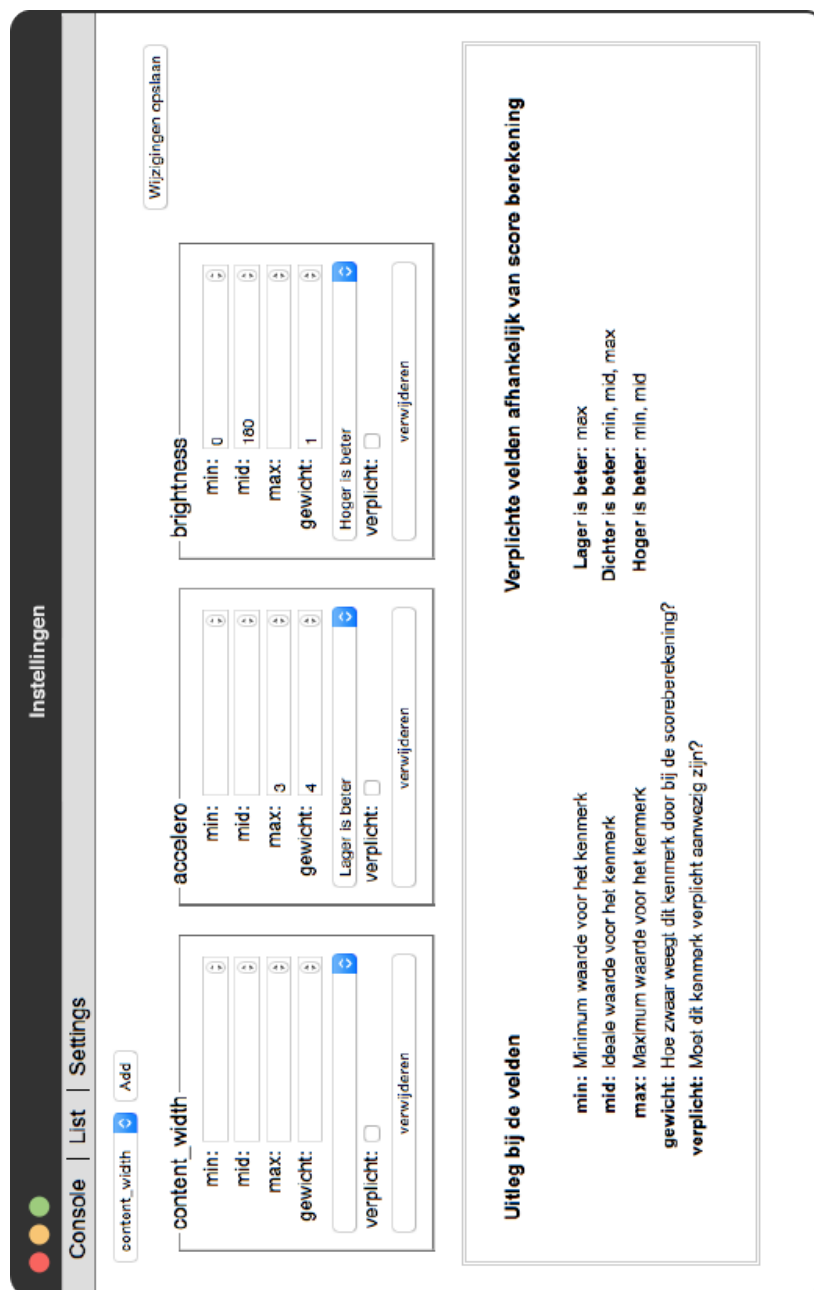 Instellingen
Console | List | Settings
content_width Add
Wijzigingen opslaan
content_width
min:
mid:
max:
gewicht:
verplicht:
verwijderen
accelero
min:
mid:
max: 3
gewicht: 4
Lager is beter
verplicht:
verwijderen
brightness
min: 0
mid: 180
max:
gewicht: 1
Hoger is beter
verplicht:
verwijderen
Uitleg bij de velden
min: Minimum waarde voor het kenmerk
mid: Ideale waarde voor het kenmerk
max: Maximum waarde voor het kenmerk
gewicht: Hoe zwaar weegt dit kenmerk door bij de scoreberekening?
verplicht: Moet dit kenmerk verplicht aanwezig zijn?
Verplichte velden afhankelijk van score berekening
Lager is beter: max
Dichter is beter: min, mid, max
Hoger is beter: min, mid